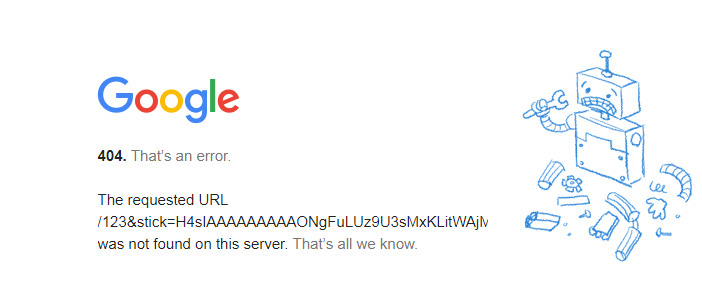 Google
404. That's an error.
The requested URL
/123&stick=H4sIAAAAAAAAAONgFuLUz9U3sMxKLitWAjM
was not found on this server. That's all we know.